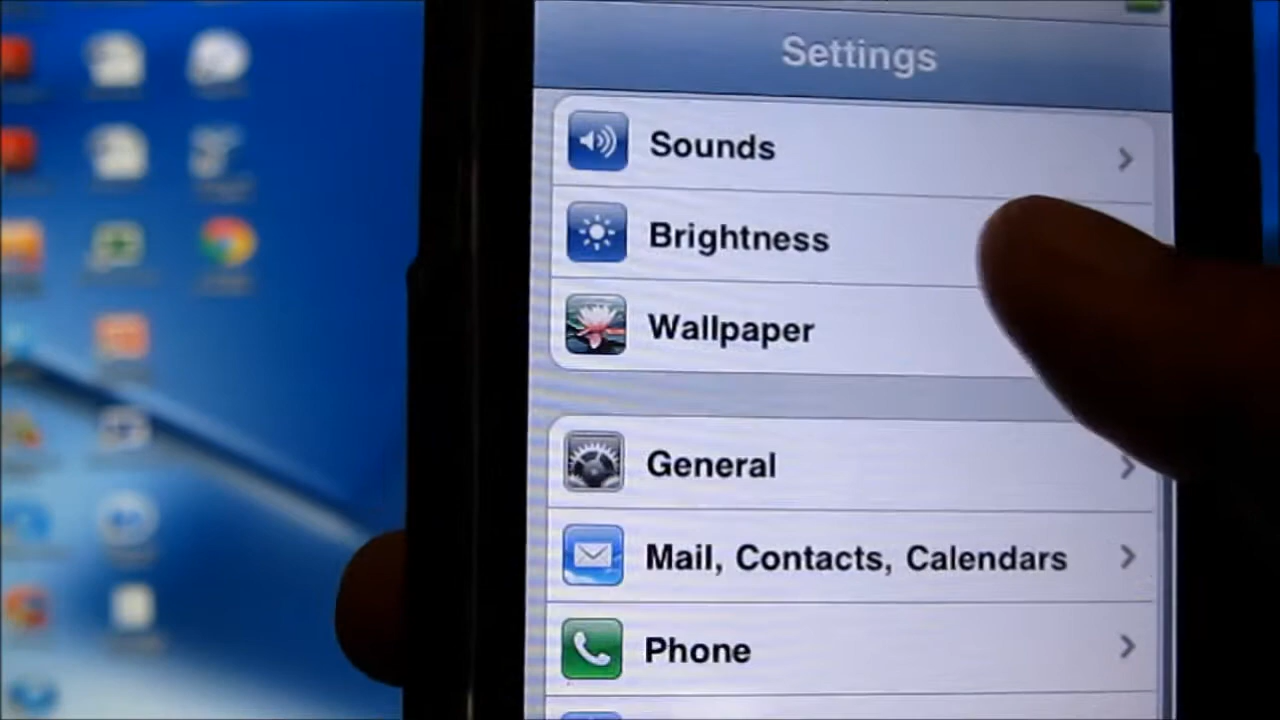 Settings
Sounds
Brightness
Wallpaper
General
Mail, Contacts, Calendars
Phone